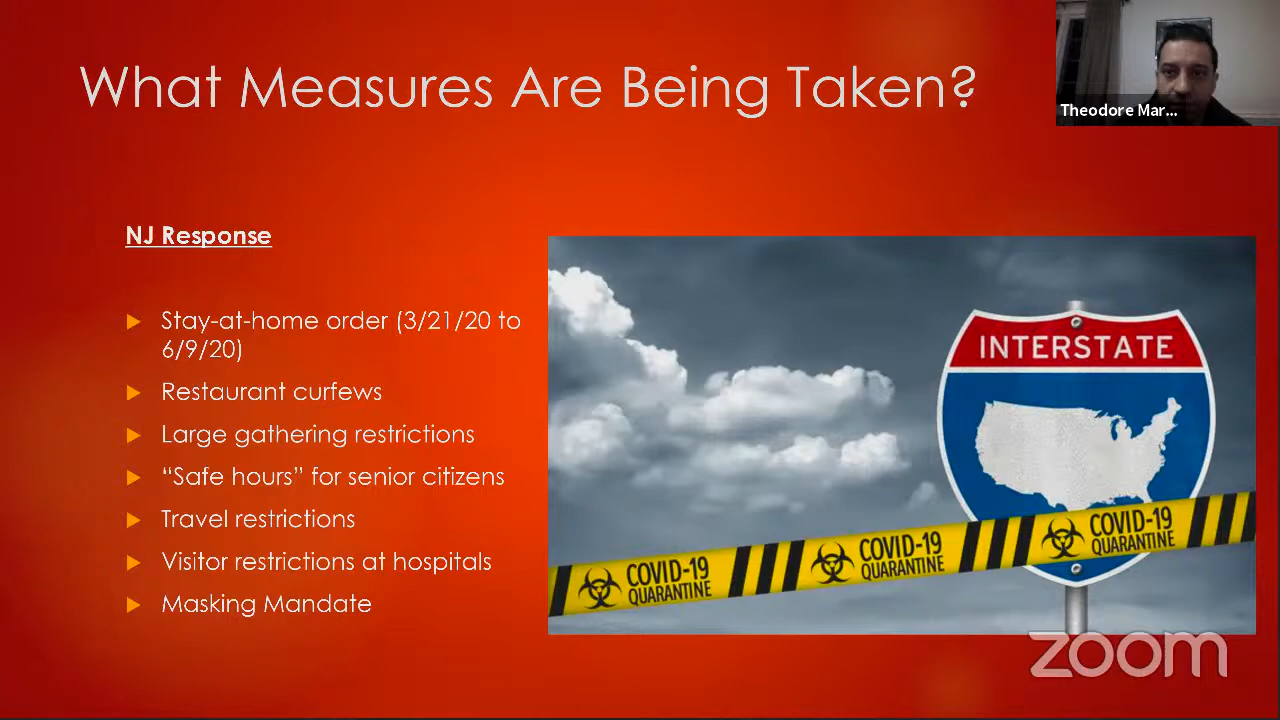 What Measures Are Being Taken?
Theodore Mar...
NJ Response
Stay-at-home order (3/21/20 to
6/9/20)
Restaurant curfews
Large gathering restrictions
“Safe hours” for senior citizens
Travel restrictions
Visitor restrictions at hospitals
Masking Mandate
INTERSTATE
COVID-19
QUARANTINE
COVID-19
QUARANTINE
COVID-19
QUARANTINE
zoom